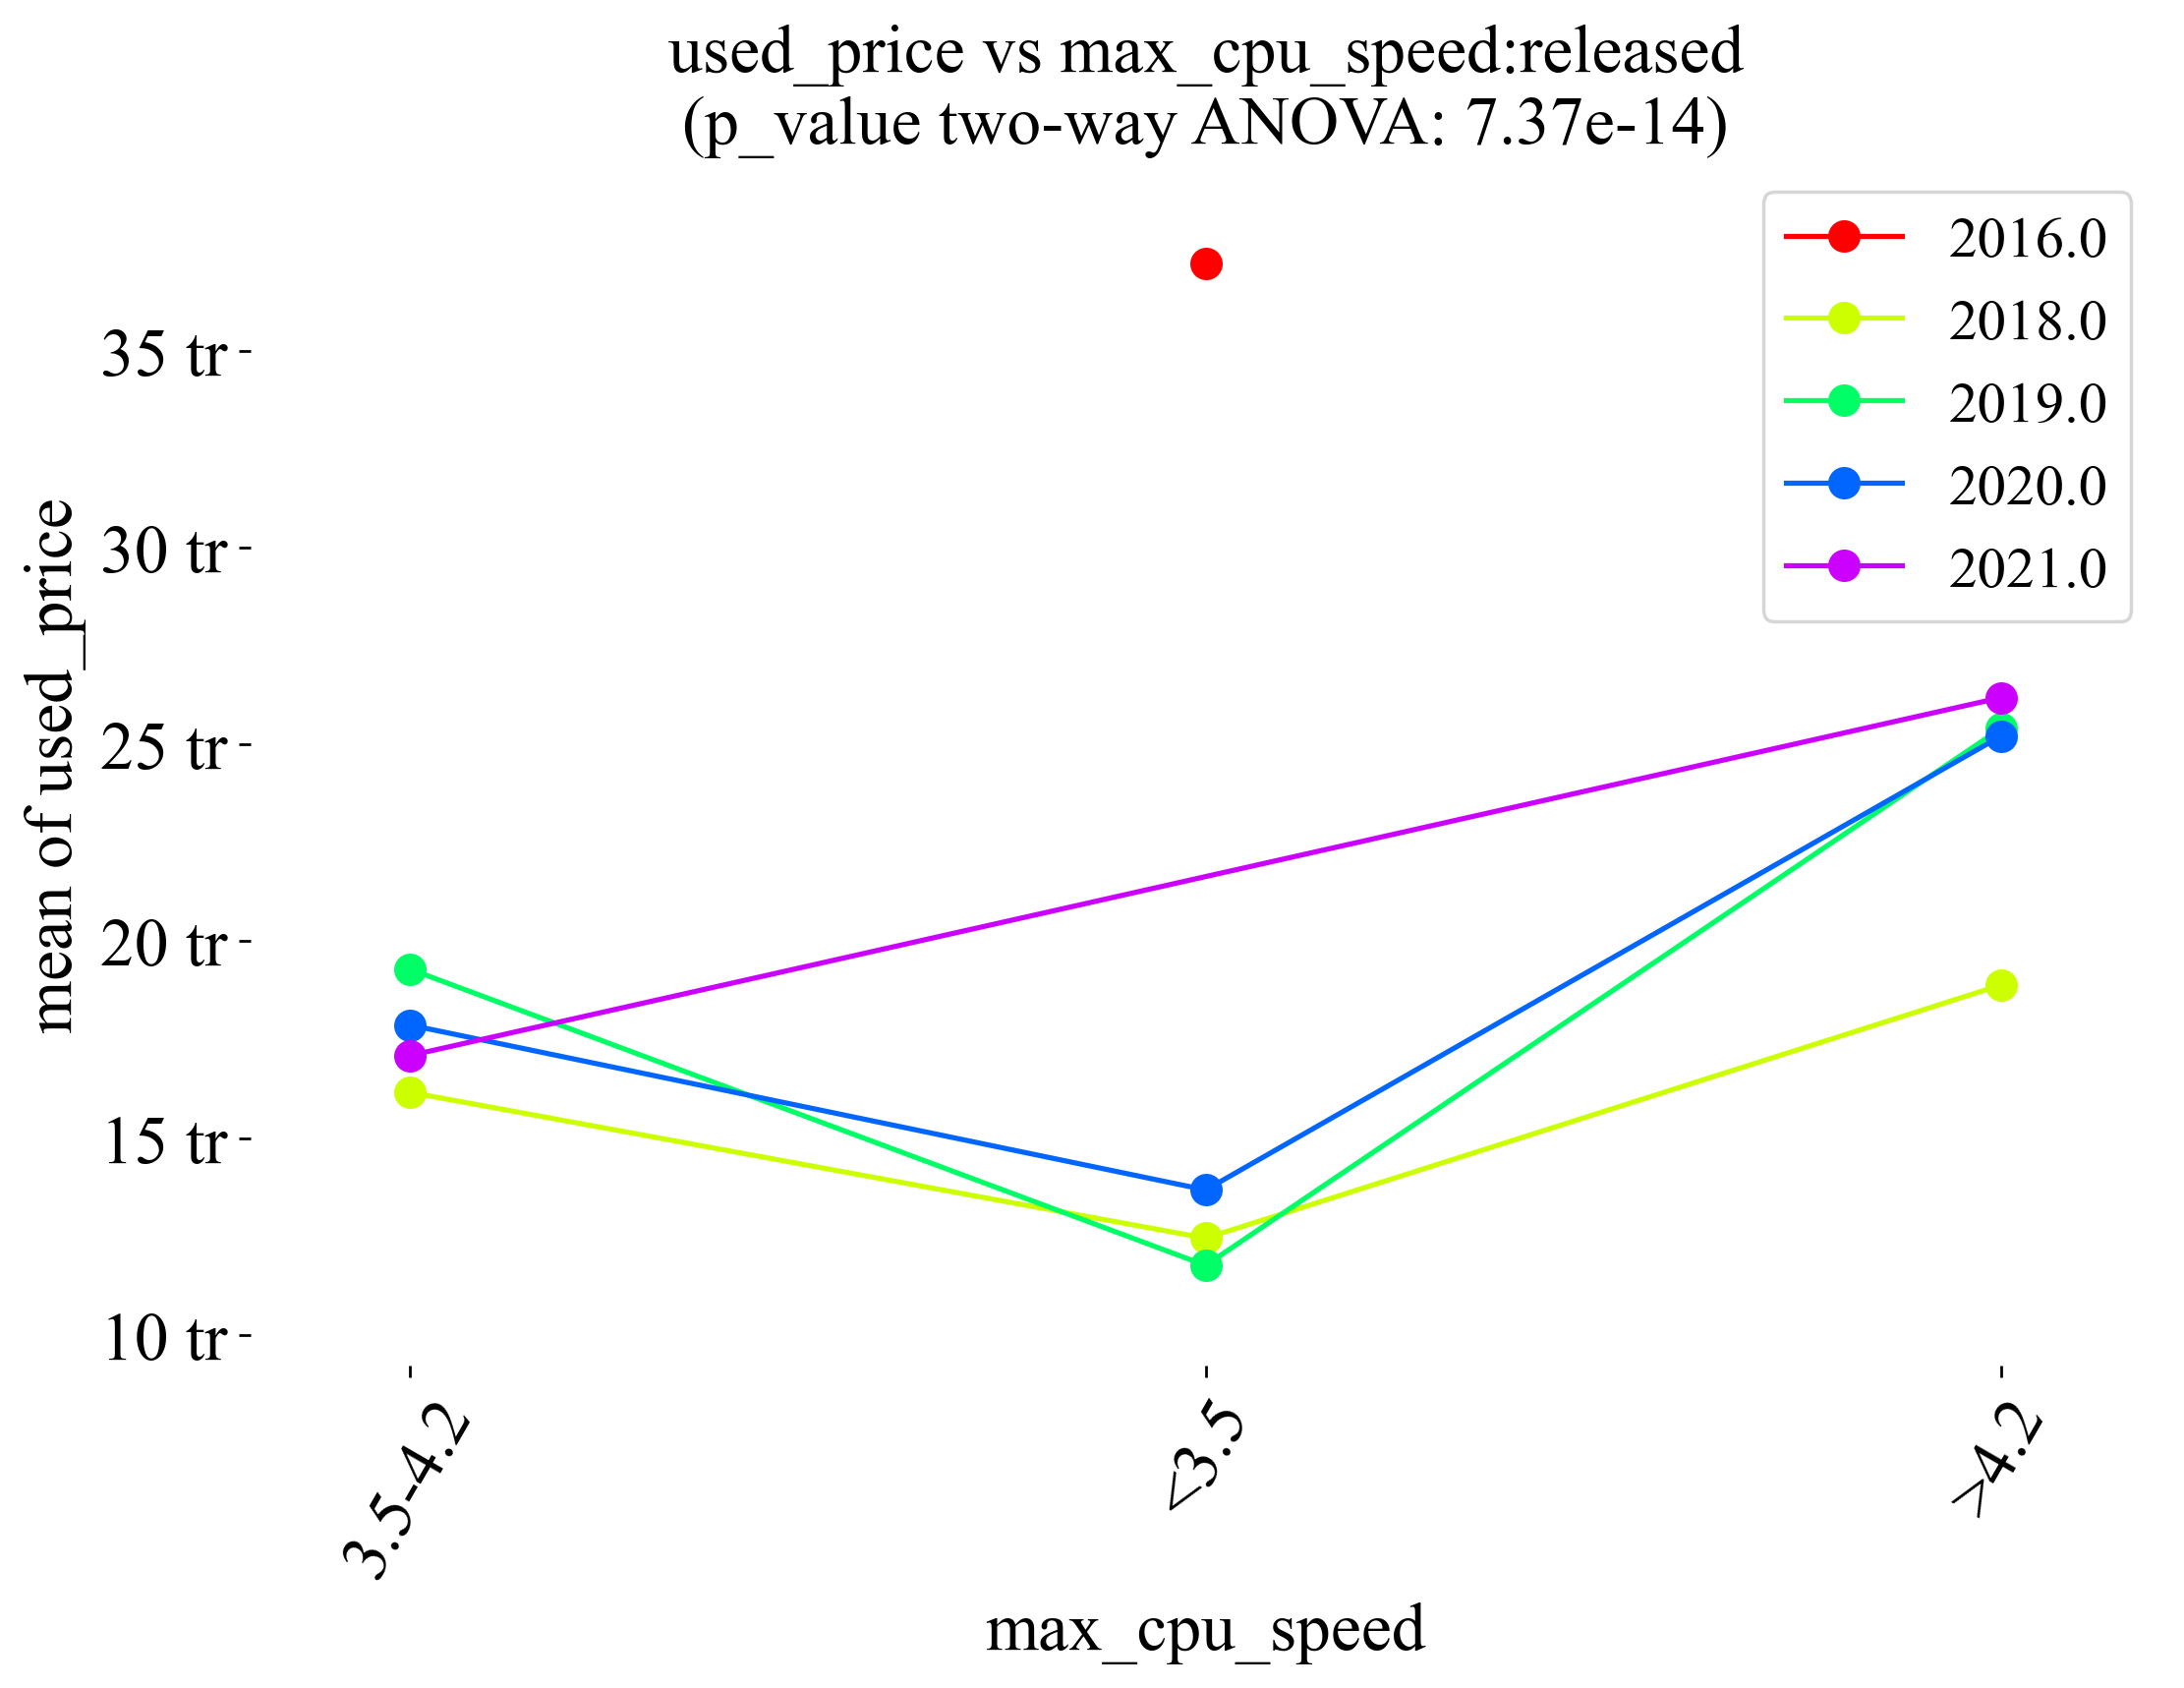 used_price vs max_cpu_speed:released
(p_value two-way ANOVA: 7.37e-14)
2016.0
2018.0
2019.0
2020.0
2021.0
mean of used_price
35 tr
30 tr
25 tr
20 tr
15 tr
10 tr
3.5–4.2
<3.5
>4.2
max_cpu_speed